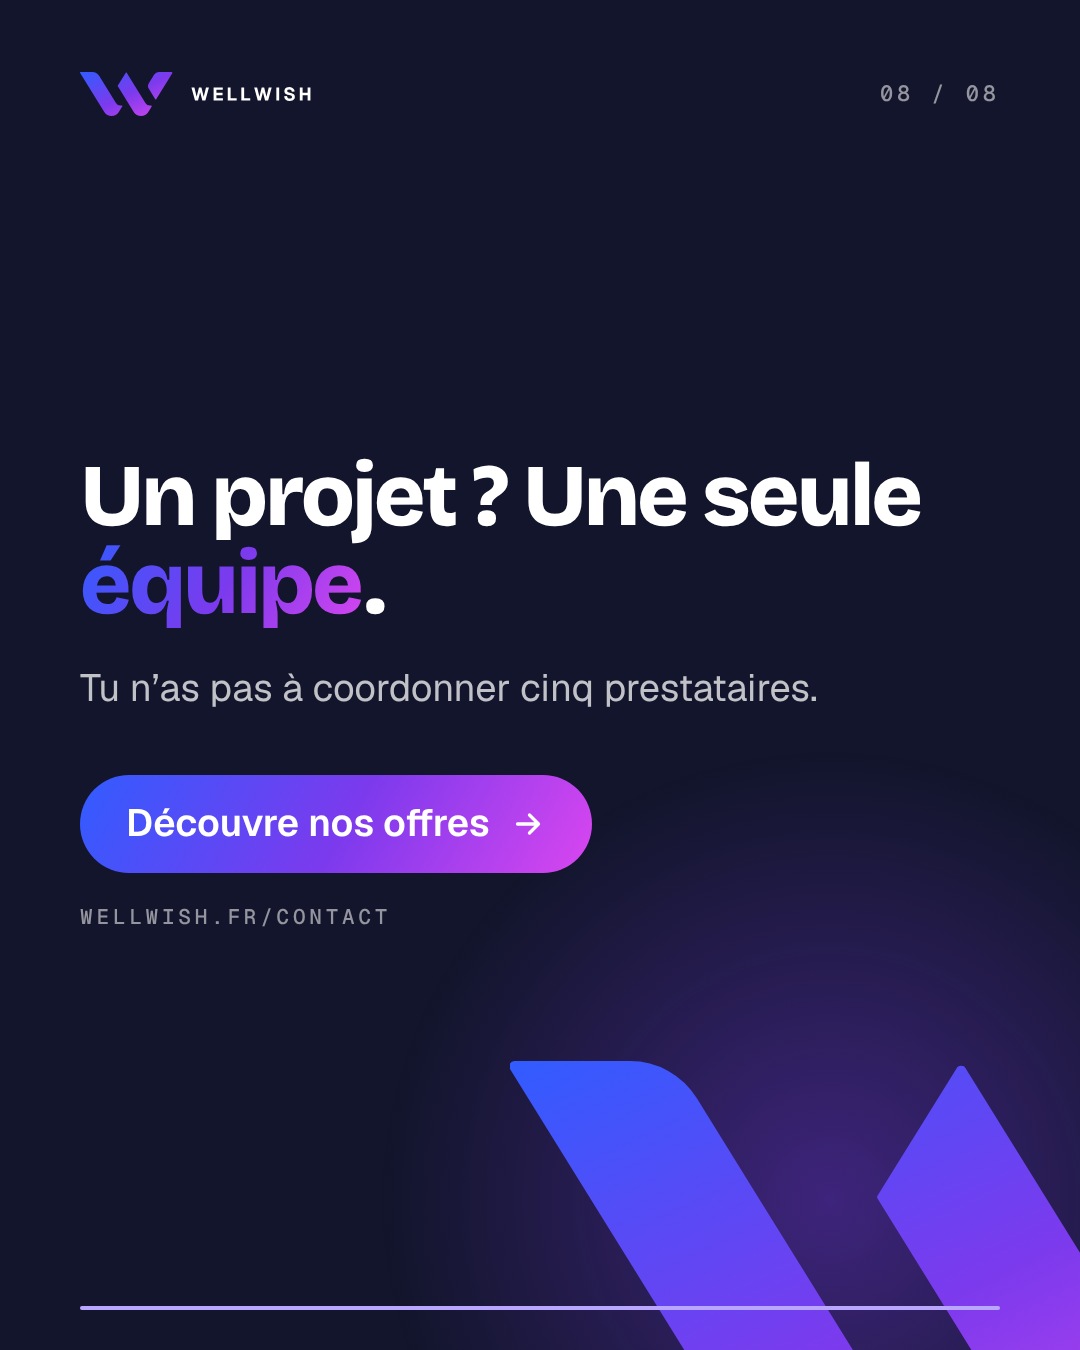 WELLWISH
08 / 08
Un projet ? Une seule
équipe.
Tu n’as pas à coordonner cinq prestataires.
Découvre nos offres →
WELLWISH.FR/CONTACT